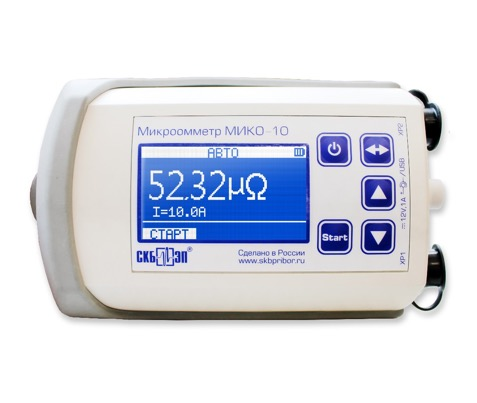 Микроомметр МИКО-10
АВТО
52.32µΩ
I=10.0А
СТАРТ
Start
СКБ ЭП®
Сделано в России
www.skbpribor.ru
XP2
12V,1A /USB
XP1